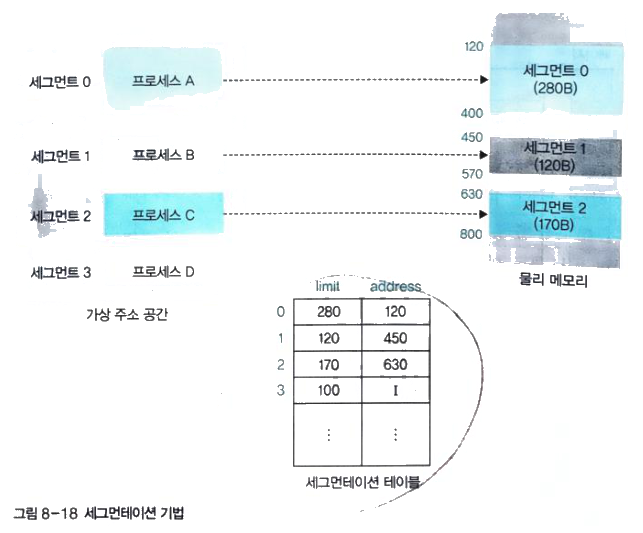 120
세그먼트 0 프로세스 A 세그먼트 0
(280B)
400
450
세그먼트 1 프로세스 B 세그먼트 1
(120B)
570
630
세그먼트 2 프로세스 C 세그먼트 2
(170B)
800
세그먼트 3 프로세스 D 물리 메모리
limit address
가상 주소 공간
0 280 120
1 120 450
2 170 630
3 100 I
⋮ ⋮
세그먼테이션 테이블
그림 8-18 세그먼테이션 기법